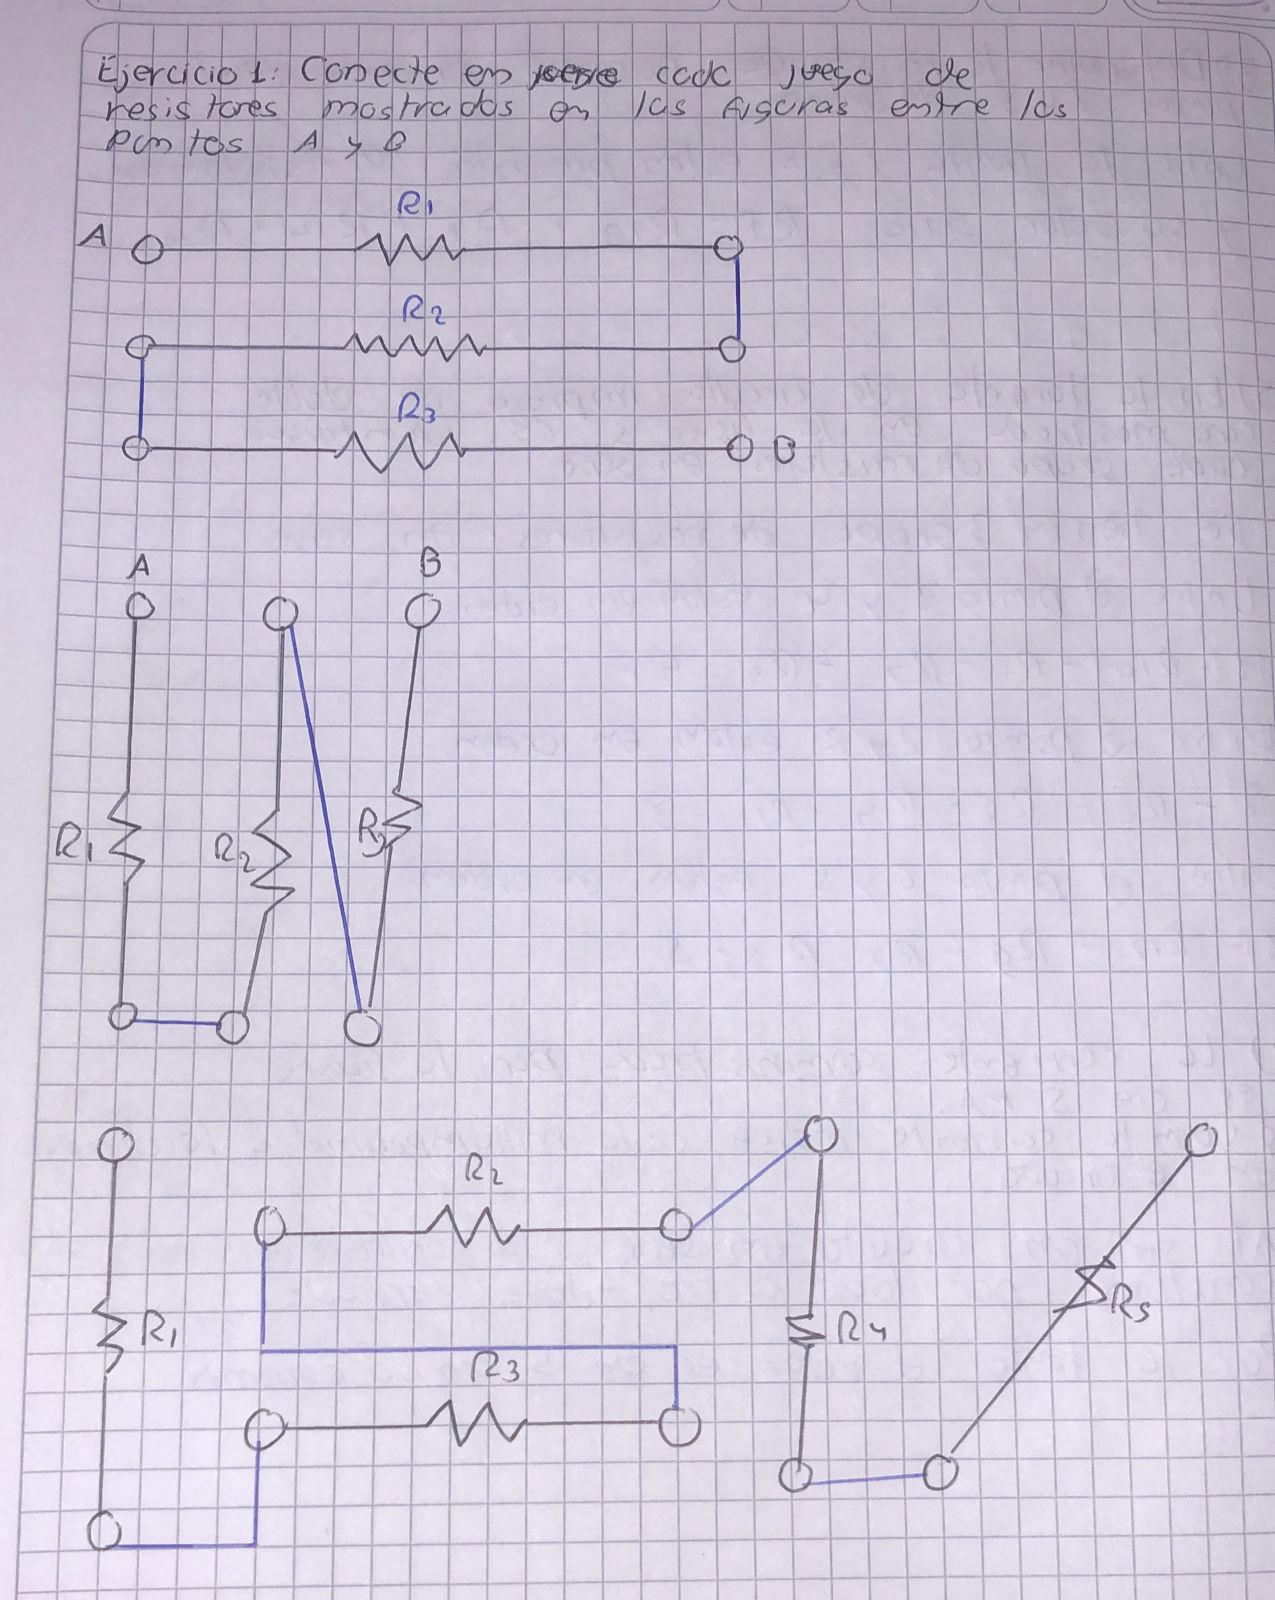 Ejercicio 1: Conecte en serie cada juego de
resistores mostrados en las figuras entre los
puntos A y B
R1
A
R2
R3
B
A
B
R1
R2
R3
R2
R1
R4
R5
R3